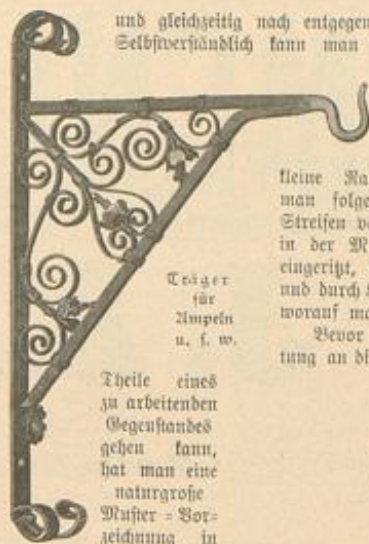 und gleichzeitig nach entgegen
Selbstverständlich kann man
kleine
man folge
Streifen
in der M
eingeritzt,
und durch
worauf ma
Bevor
tung an di
Träger
für
Ampeln
u. s. w.
Theile eines
zu arbeitenden
Gegenstandes
gehen kann,
hat man eine
naturgroße
Muster=Vor=
zeichnung in